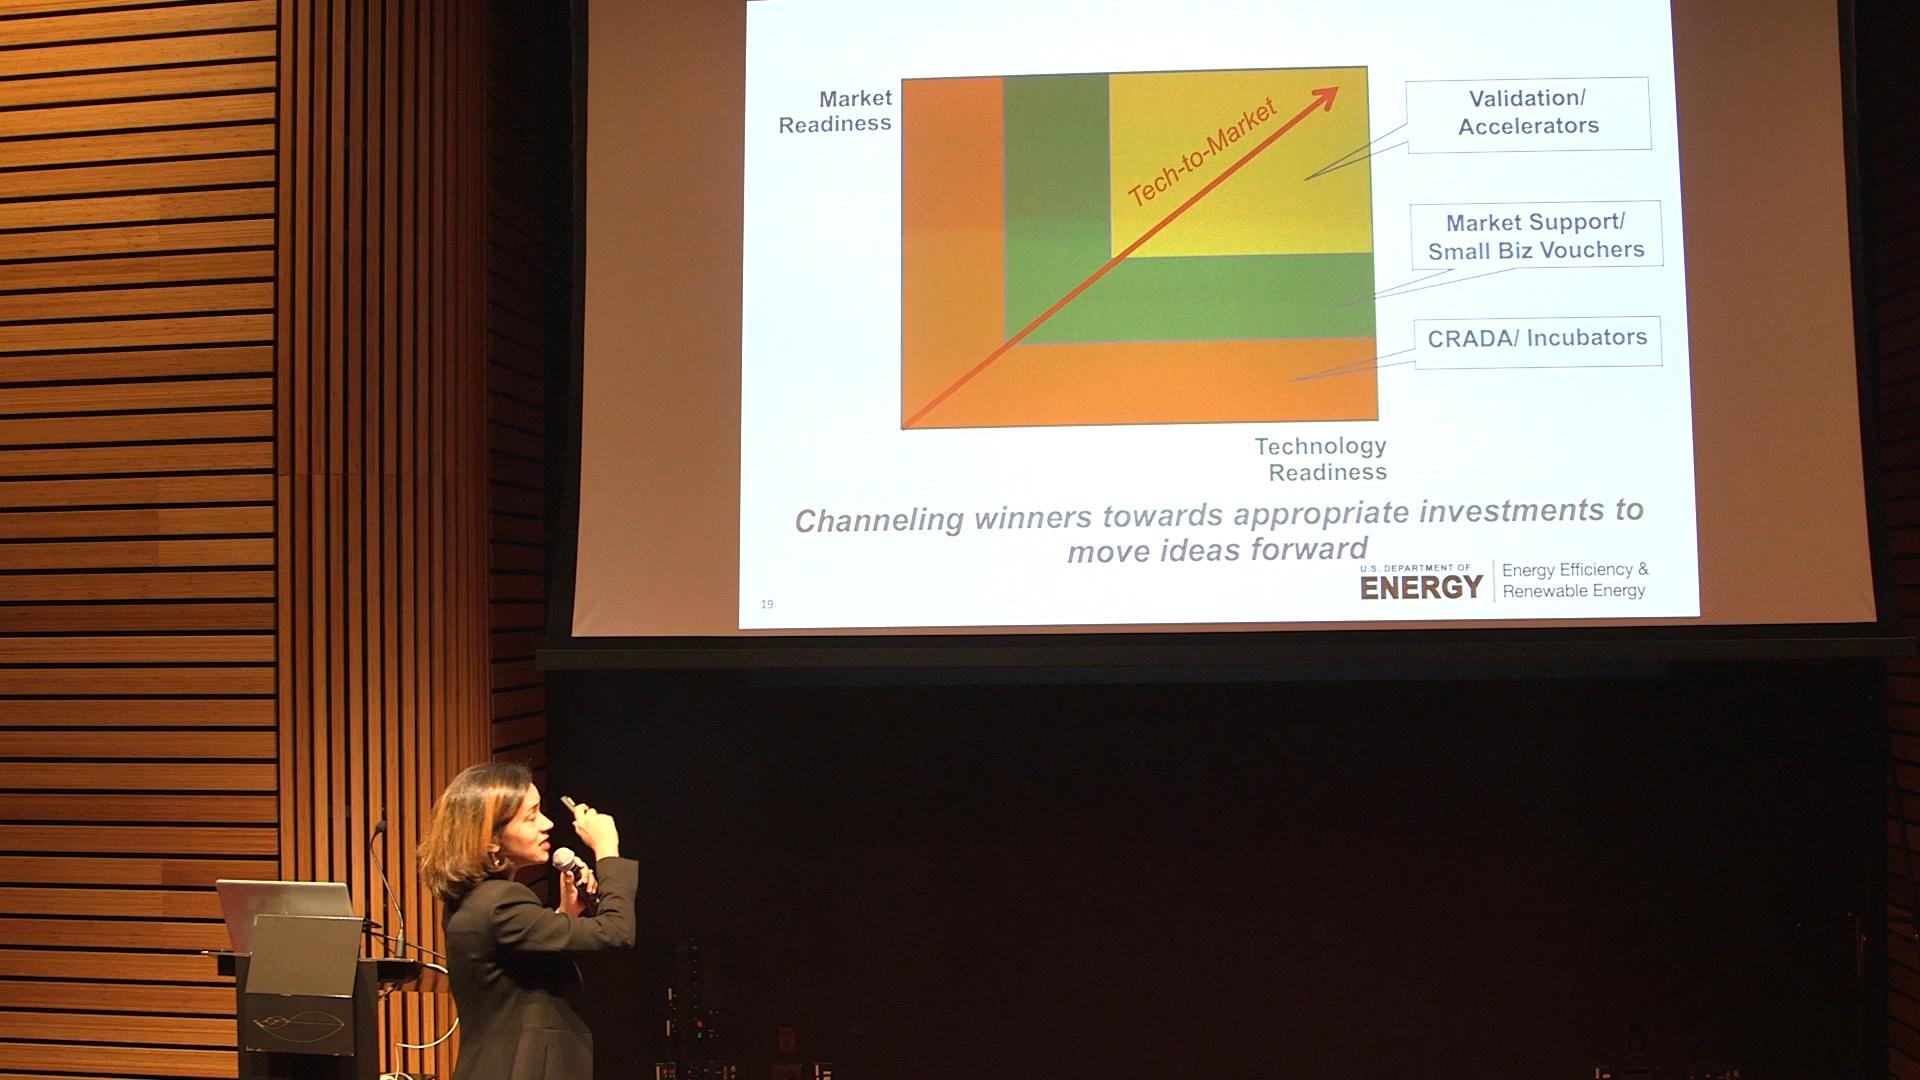 Market
Readiness
Tech-to-Market
Validation/
Accelerators
Market Support/
Small Biz Vouchers
CRADA/ Incubators
Technology
Readiness
Channeling winners towards appropriate investments to
move ideas forward
U.S. DEPARTMENT OF
ENERGY
Energy Efficiency &
Renewable Energy
19